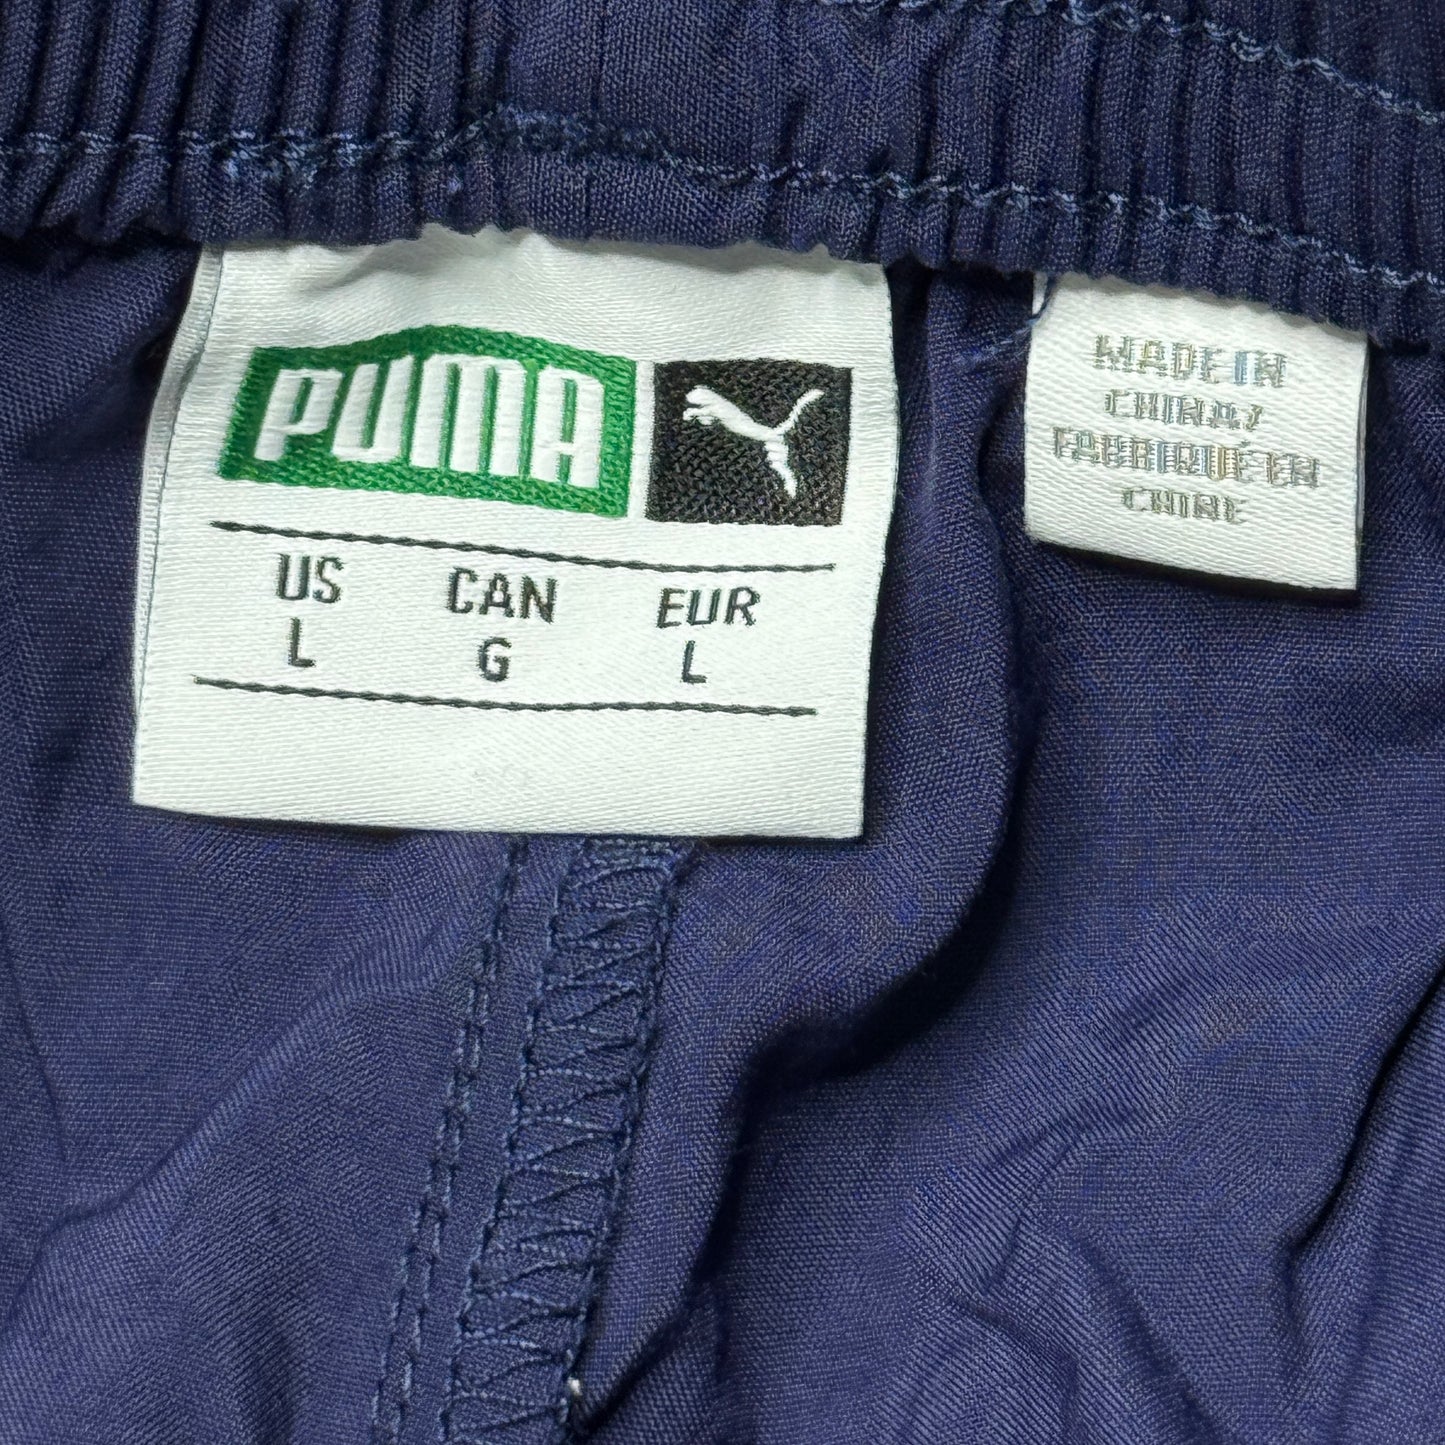 PUMA
US CAN EUR
L G L
MADE IN
CHINA/
FABRIQUÉ EN
CHINE